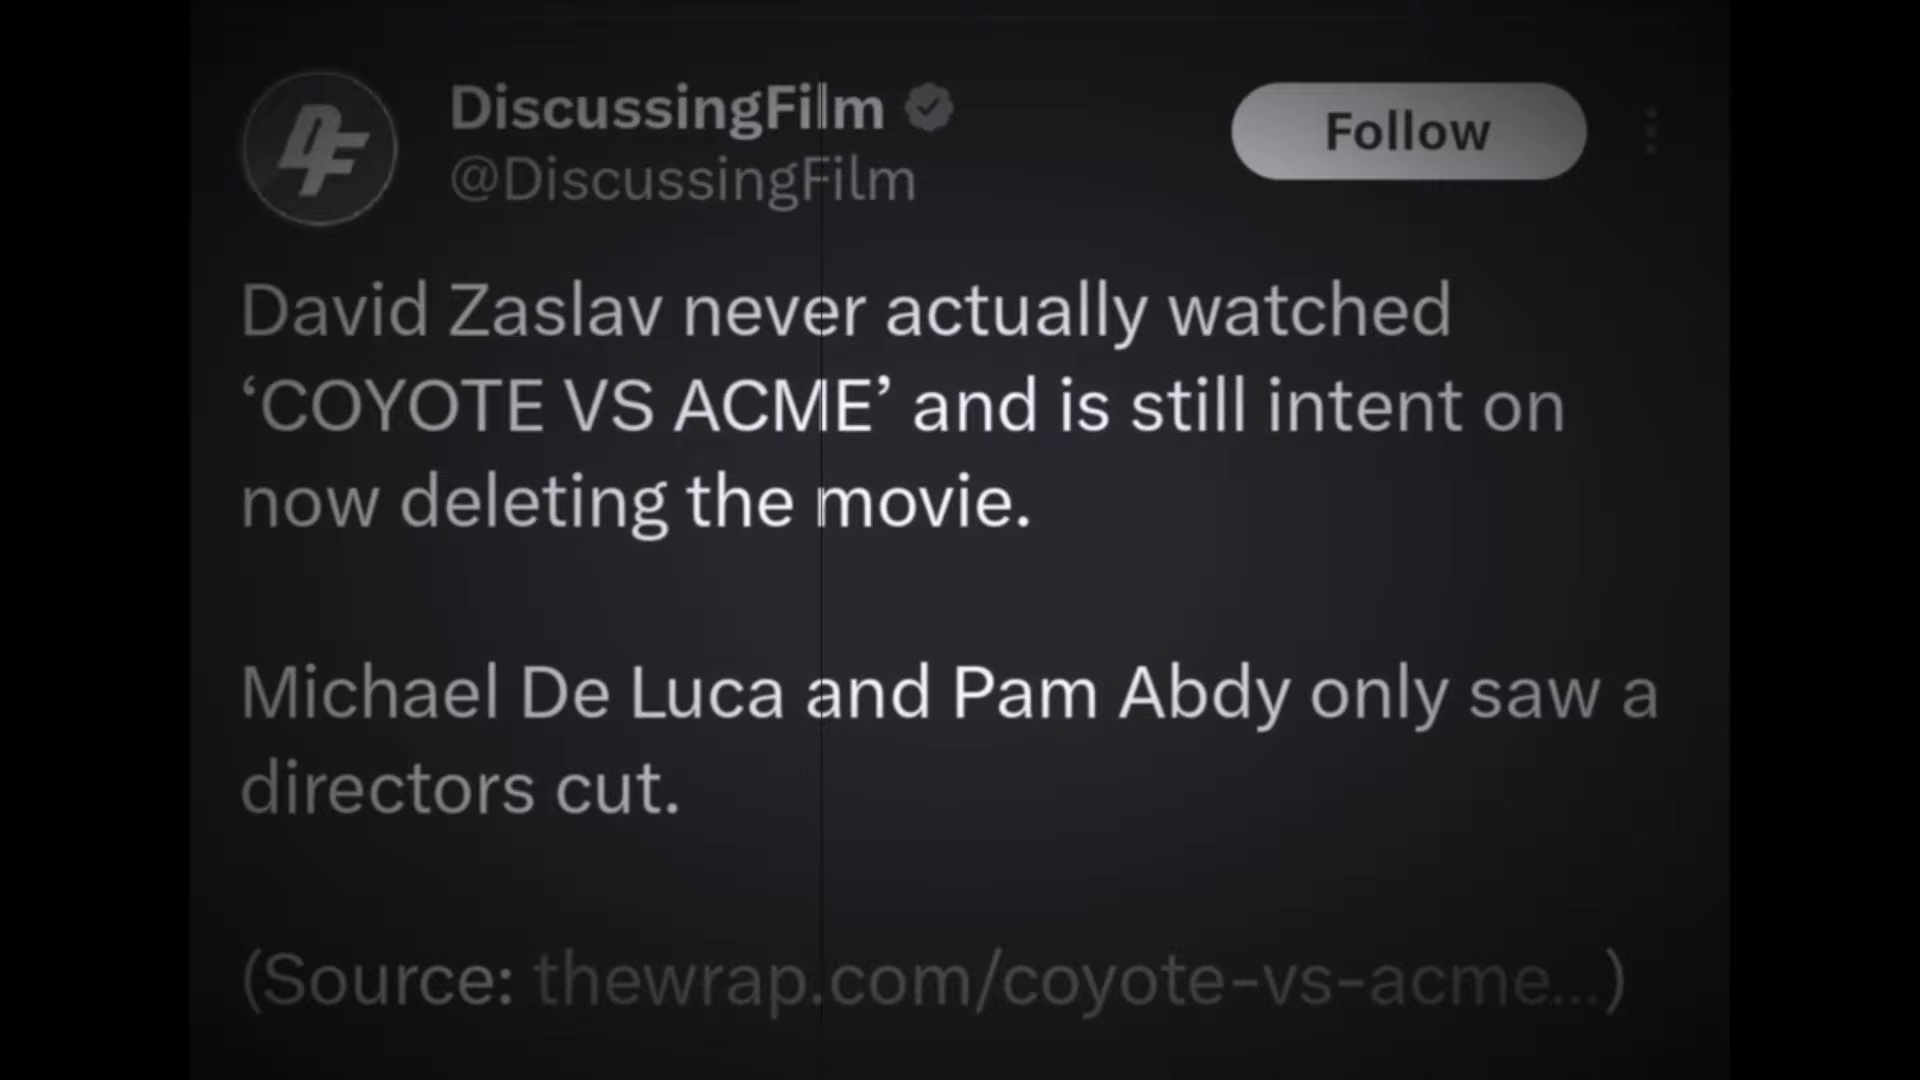 DF
DiscussingFilm
Follow
@DiscussingFilm
David Zaslav never actually watched
‘COYOTE VS ACME’ and is still intent on
now deleting the movie.
Michael De Luca and Pam Abdy only saw a
directors cut.
(Source: thewrap.com/coyote-vs-acme...)